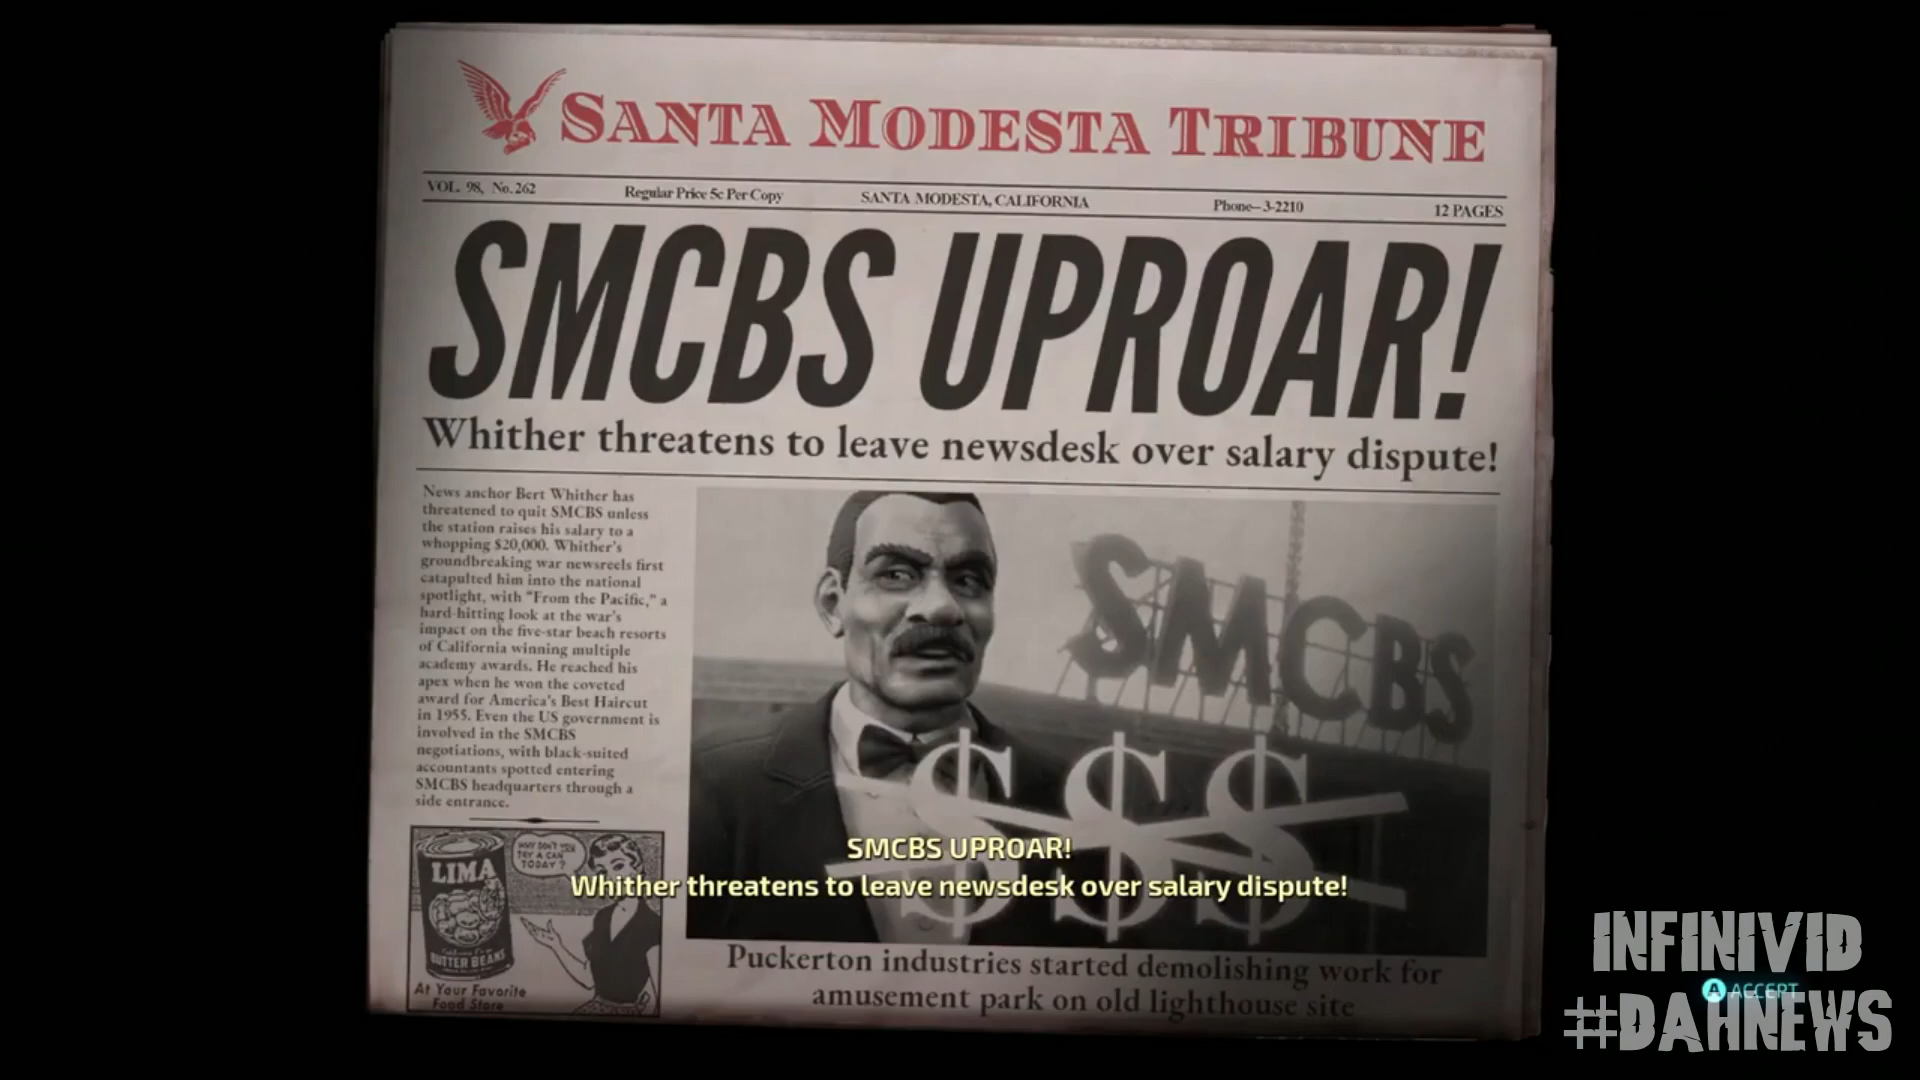 SANTA MODESTA TRIBUNE
VOL. 98, No. 262 Regular Price 5c Per Copy SANTA MODESTA, CALIFORNIA Phone–3-2210 12 PAGES
SMCBS UPROAR!
Whither threatens to leave newsdesk over salary dispute!
News anchor Bert Whither has
threatened to quit SMCBS unless
the station raises his salary to a
whopping $20,000. Whither's
groundbreaking war newsreels first
catapulted him into the national
spotlight, with "From the Pacific," a
hard-hitting look at the war's
impact on the five-star beach resorts
of California winning multiple
academy awards. He reached his
apex when he won the coveted
award for America's Best Haircut
in 1955. Even the US government is
involved in the SMCBS
negotiations, with black-suited
accountants spotted entering
SMCBS headquarters through a
side entrance.
SMCBS
$$$
WHY DON'T YOU
TRY A CAN
TODAY?
LIMA
BUTTER BEANS
At Your Favorite
Food Store
SMCBS UPROAR!
Whither threatens to leave newsdesk over salary dispute!
Puckerton industries started demolishing work for
amusement park on old lighthouse site
INFINIVID
A ACCEPT
#DAHNEWS